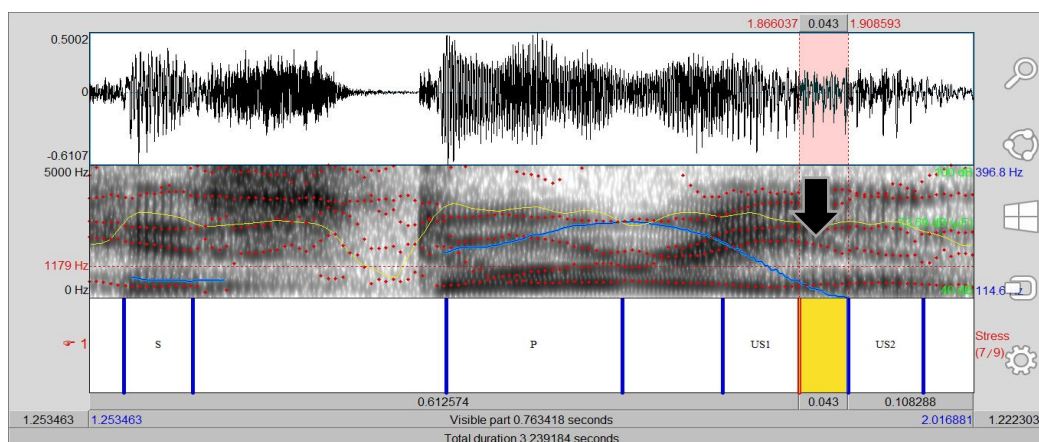 1.866037 0.043 1.908593
0.5002
0
-0.6107
5000 Hz 396.8 Hz
1179 Hz
0 Hz 114.6
☞ 1 S P US1 US2 Stress
(7/9)
0.612574 0.043 0.108288
1.253463 1.253463 Visible part 0.763418 seconds 2.016881 1.222303
Total duration 3.239184 seconds